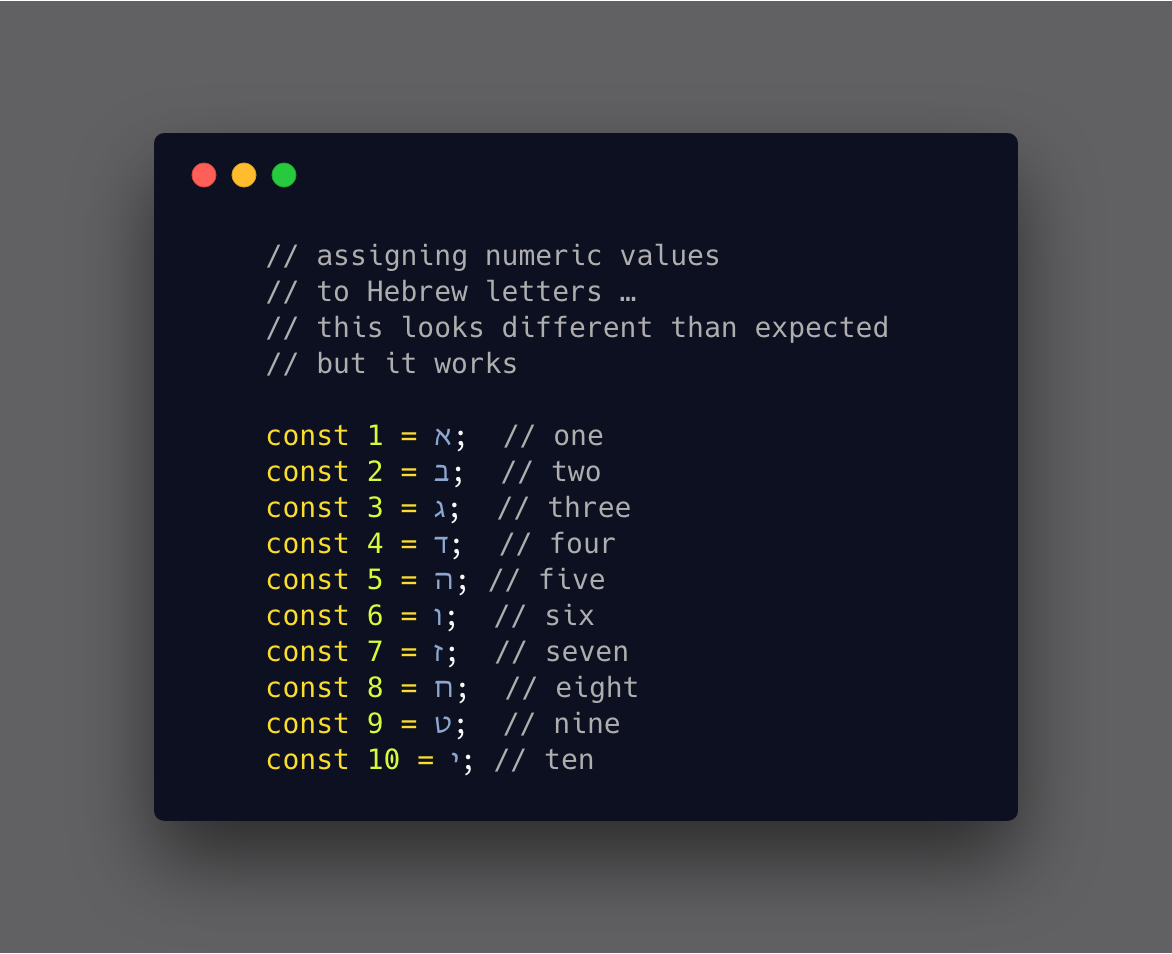 // assigning numeric values
// to Hebrew letters …
// this looks different than expected
// but it works
const 1 = א;  // one
const 2 = ב;  // two
const 3 = ג;  // three
const 4 = ד;  // four
const 5 = ה; // five
const 6 = ו;  // six
const 7 = ז;  // seven
const 8 = ח;  // eight
const 9 = ט;  // nine
const 10 = י; // ten